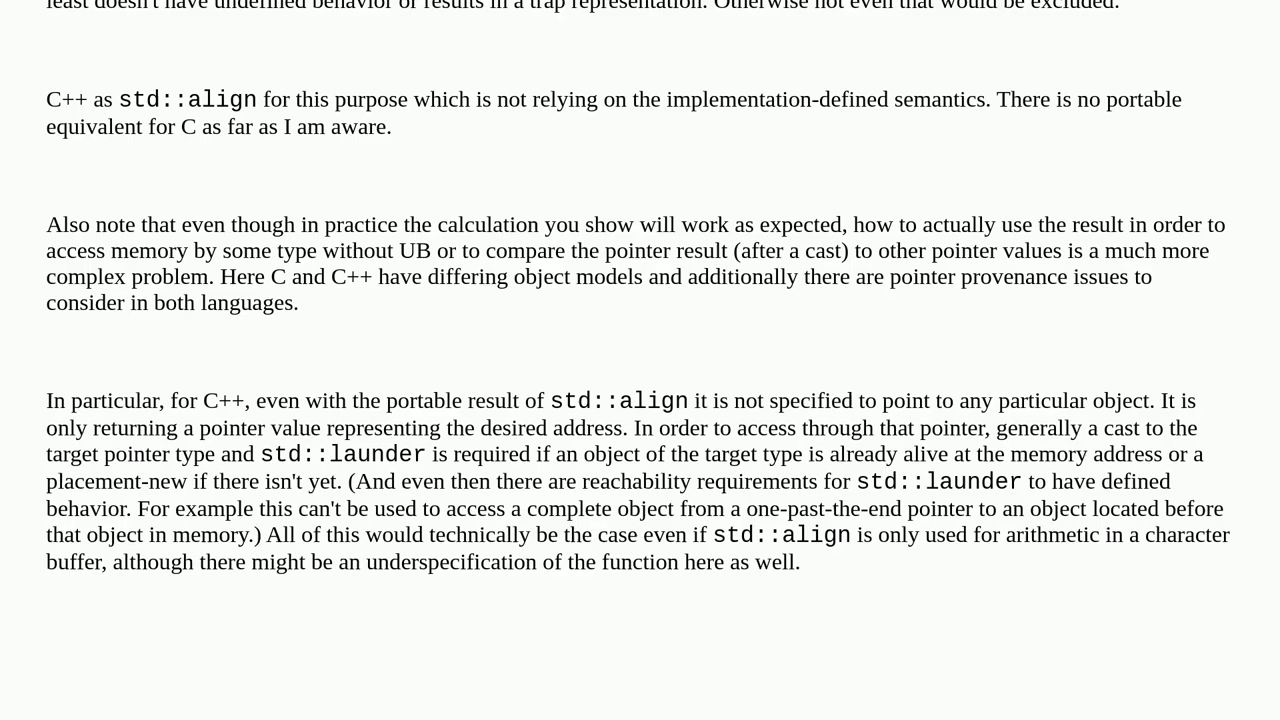 least doesn't have undefined behavior or results in a trap representation. Otherwise not even that would be excluded.
C++ as std::align for this purpose which is not relying on the implementation-defined semantics. There is no portable
equivalent for C as far as I am aware.
Also note that even though in practice the calculation you show will work as expected, how to actually use the result in order to
access memory by some type without UB or to compare the pointer result (after a cast) to other pointer values is a much more
complex problem. Here C and C++ have differing object models and additionally there are pointer provenance issues to
consider in both languages.
In particular, for C++, even with the portable result of std::align it is not specified to point to any particular object. It is
only returning a pointer value representing the desired address. In order to access through that pointer, generally a cast to the
target pointer type and std::launder is required if an object of the target type is already alive at the memory address or a
placement-new if there isn't yet. (And even then there are reachability requirements for std::launder to have defined
behavior. For example this can't be used to access a complete object from a one-past-the-end pointer to an object located before
that object in memory.) All of this would technically be the case even if std::align is only used for arithmetic in a character
buffer, although there might be an underspecification of the function here as well.